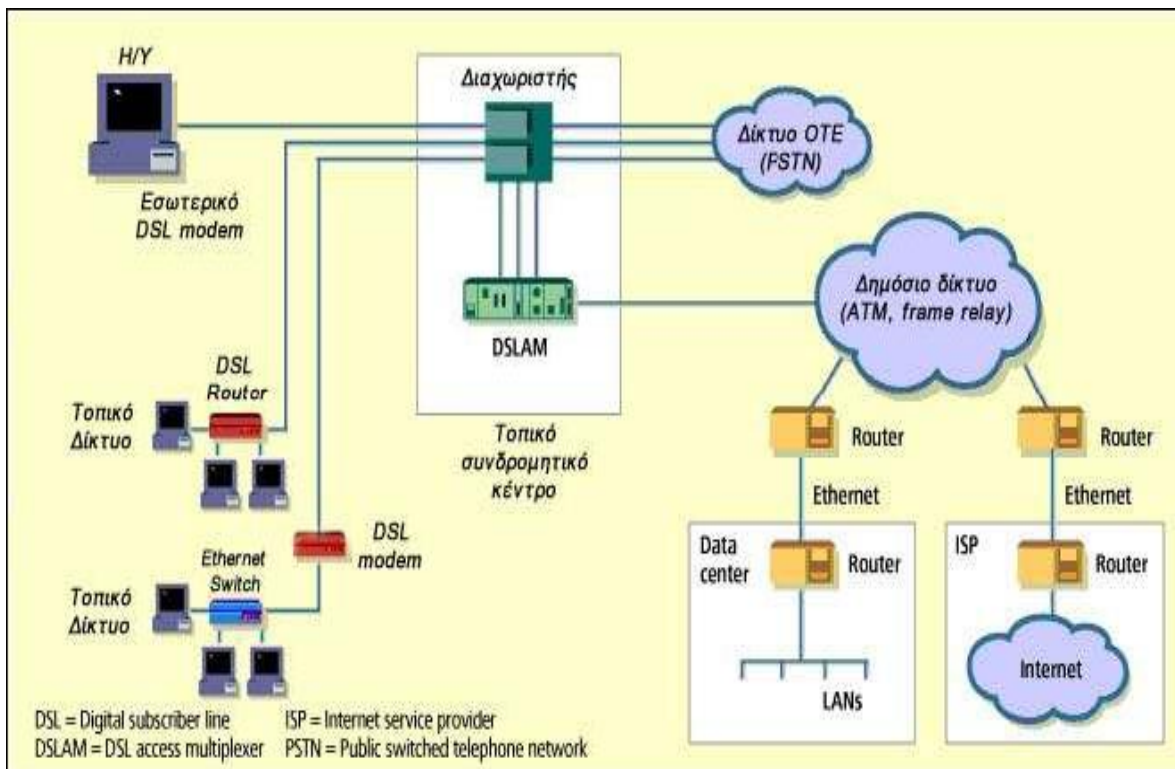 Η/Υ
Εσωτερικό
DSL modem
Διαχωριστής
DSLAM
Τοπικό
συνδρομητικό
κέντρο
Δίκτυο ΟΤΕ
(PSTN)
Δημόσιο δίκτυο
(ATM, frame relay)
DSL
Router
Τοπικό
Δίκτυο
DSL
modem
Ethernet
Switch
Τοπικό
Δίκτυο
Router
Ethernet
Data
center
Router
LANs
Router
Ethernet
ISP
Router
Internet
DSL = Digital subscriber line
DSLAM = DSL access multiplexer
ISP = Internet service provider
PSTN = Public switched telephone network